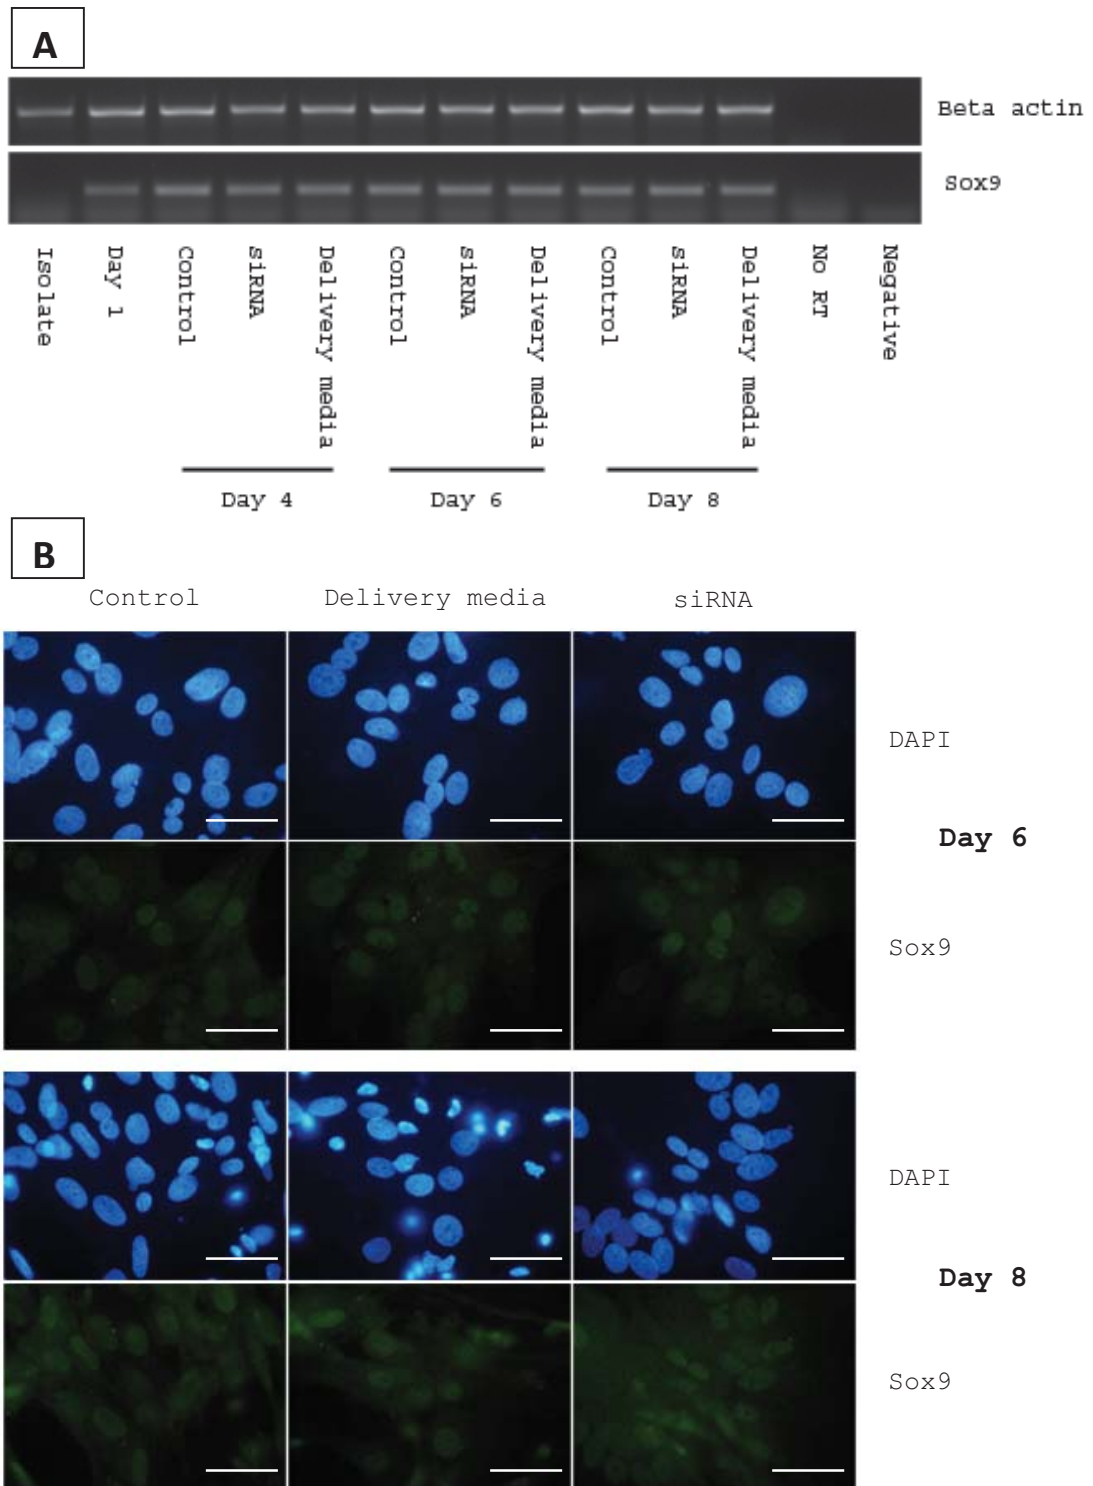 A
Beta actin
Sox9
Isolate
Day 1
Control
siRNA
Delivery media
Control
siRNA
Delivery media
Control
siRNA
Delivery media
No RT
Negative
Day 4
Day 6
Day 8
B
Control
Delivery media
siRNA
DAPI
Day 6
Sox9
DAPI
Day 8
Sox9